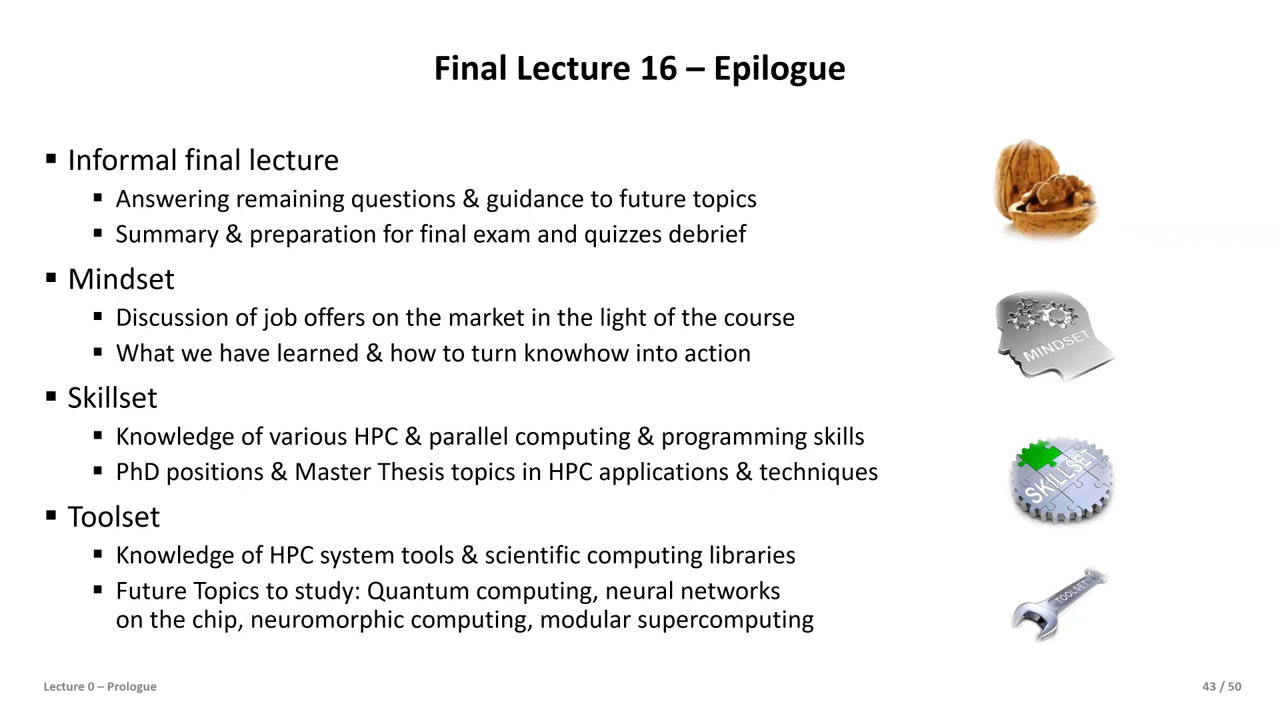 Final Lecture 16 – Epilogue
▪ Informal final lecture
▪ Answering remaining questions & guidance to future topics
▪ Summary & preparation for final exam and quizzes debrief
▪ Mindset
▪ Discussion of job offers on the market in the light of the course
▪ What we have learned & how to turn knowhow into action
MINDSET
▪ Skillset
▪ Knowledge of various HPC & parallel computing & programming skills
▪ PhD positions & Master Thesis topics in HPC applications & techniques
SKILLSET
▪ Toolset
▪ Knowledge of HPC system tools & scientific computing libraries
▪ Future Topics to study: Quantum computing, neural networks
on the chip, neuromorphic computing, modular supercomputing
TOOLSET
Lecture 0 – Prologue
43 / 50